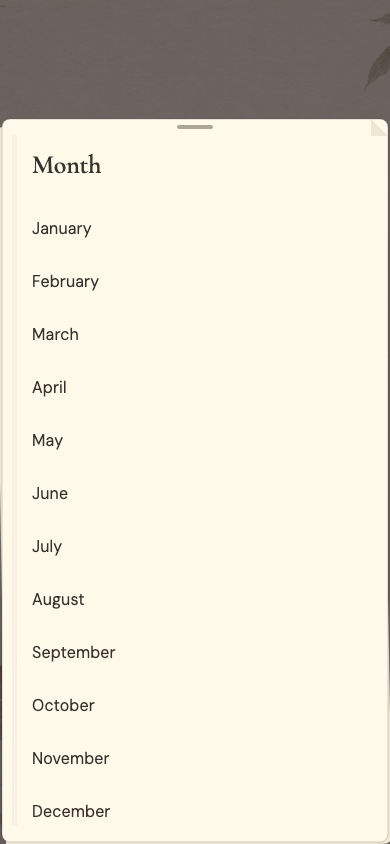 Month
January
February
March
April
May
June
July
August
September
October
November
December